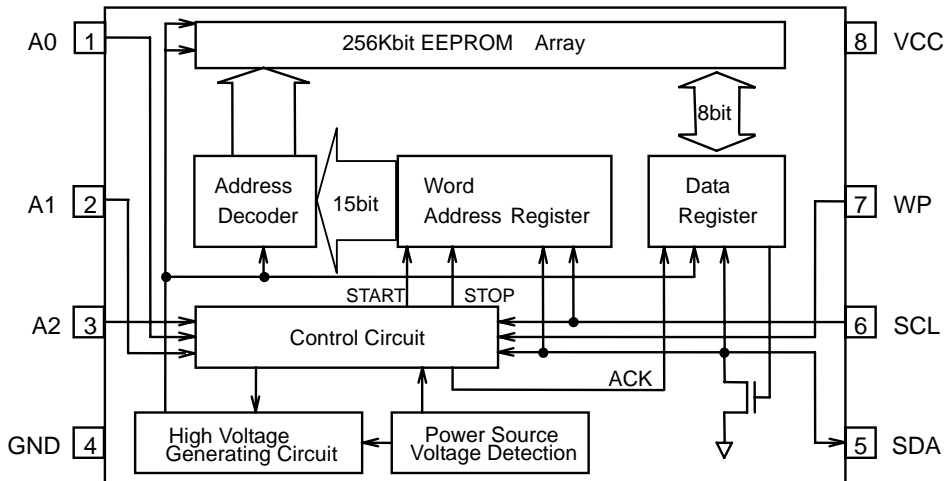 A0 1
256Kbit EEPROM Array
8 VCC
8bit
A1 2
Address
Decoder
15bit
Word
Address Register
Data
Register
7 WP
START
STOP
A2 3
Control Circuit
6 SCL
ACK
GND 4
High Voltage
Generating Circuit
Power Source
Voltage Detection
5 SDA